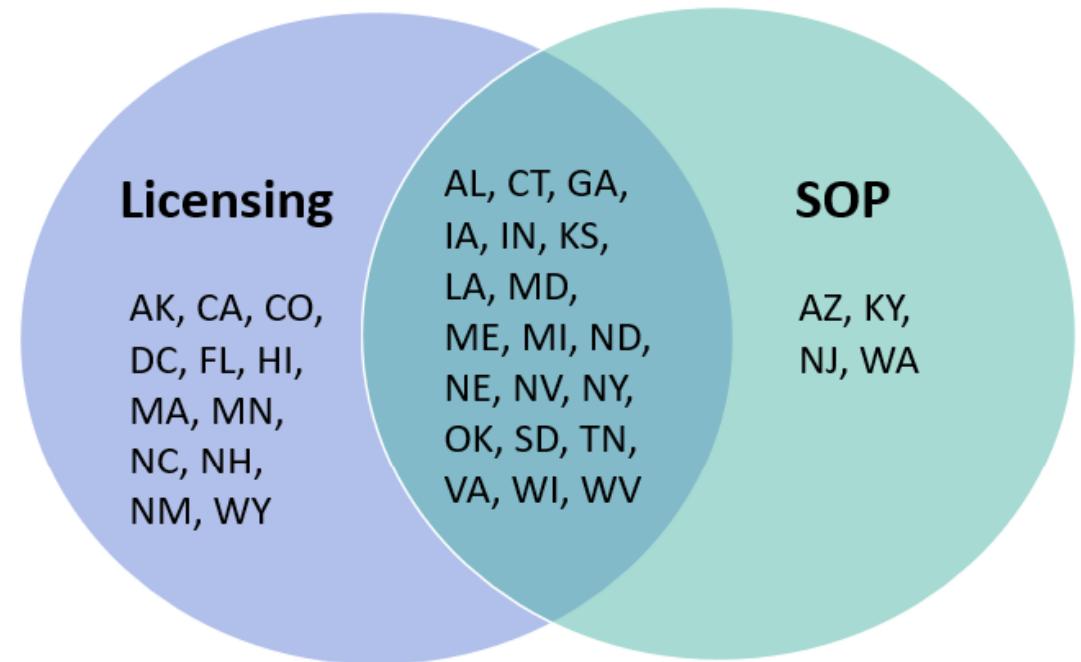 Licensing
AK, CA, CO,
DC, FL, HI,
MA, MN,
NC, NH,
NM, WY
AL, CT, GA,
IA, IN, KS,
LA, MD,
ME, MI, ND,
NE, NV, NY,
OK, SD, TN,
VA, WI, WV
SOP
AZ, KY,
NJ, WA